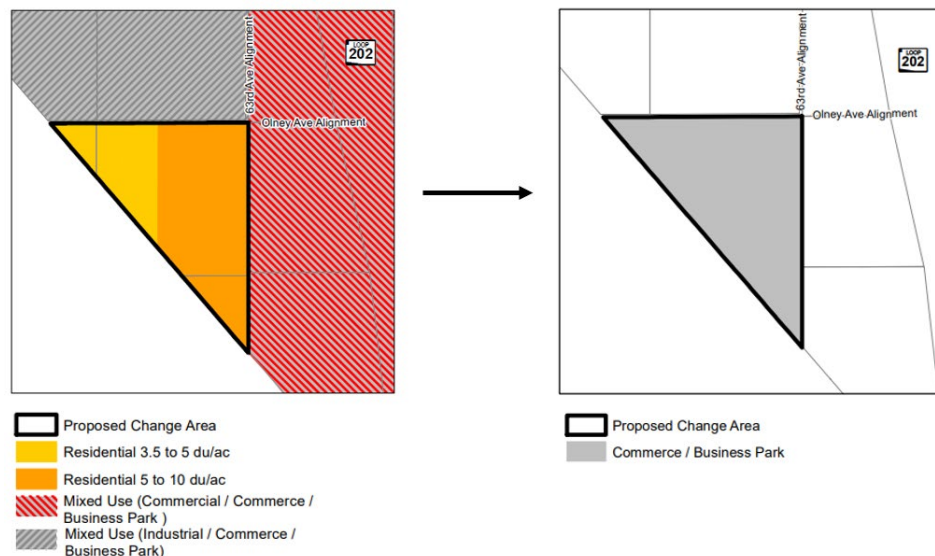 LOOP
202
63rd Ave Alignment
Olney Ave Alignment
Proposed Change Area
Residential 3.5 to 5 du/ac
Residential 5 to 10 du/ac
Mixed Use (Commercial / Commerce /
Business Park )
Mixed Use (Industrial / Commerce /
Business Park)
LOOP
202
63rd Ave Alignment
Olney Ave Alignment
Proposed Change Area
Commerce / Business Park